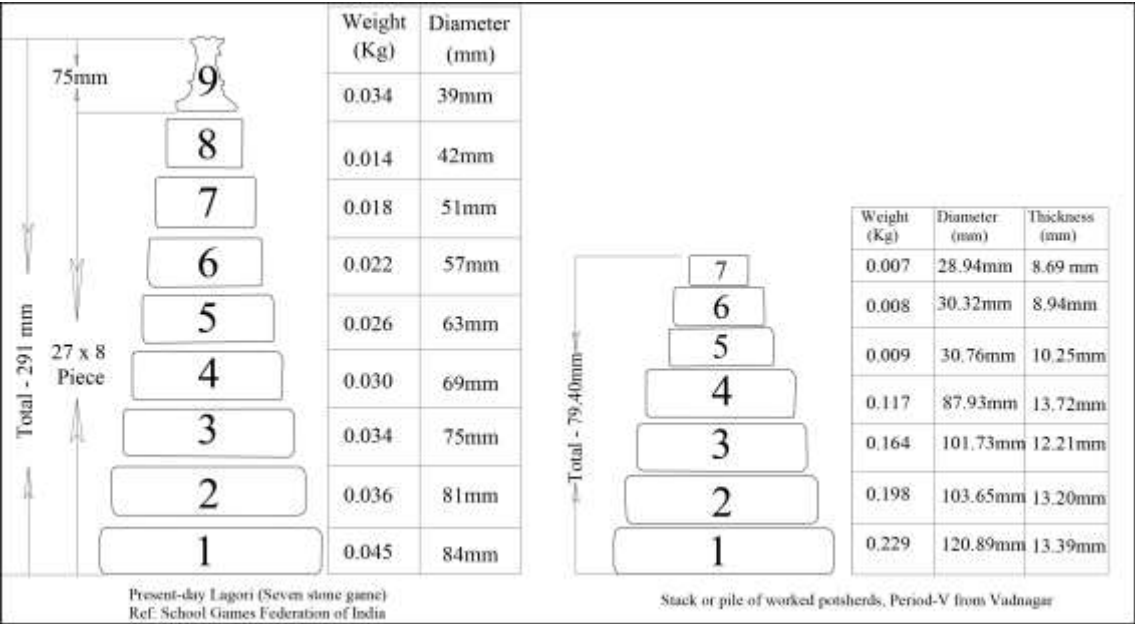 Weight
(Kg)
Diameter
(mm)
75mm
9
0.034 39mm
8
0.014 42mm
7
0.018 51mm
6
0.022 57mm
5
0.026 63mm
27 x 8
Piece
4
0.030 69mm
Total - 291 mm
3
0.034 75mm
2
0.036 81mm
1
0.045 84mm
Present-day Lagori (Seven stone game)
Ref: School Games Federation of India
Weight
(Kg)
Diameter
(mm)
Thickness
(mm)
7
0.007 28.94mm 8.69 mm
6
0.008 30.32mm 8.94mm
5
0.009 30.76mm 10.25mm
4
0.117 87.93mm 13.72mm
Total - 79.40mm
3
0.164 101.73mm 12.21mm
2
0.198 103.65mm 13.20mm
1
0.229 120.89mm 13.39mm
Stack or pile of worked potsherds, Period-V from Vadnagar